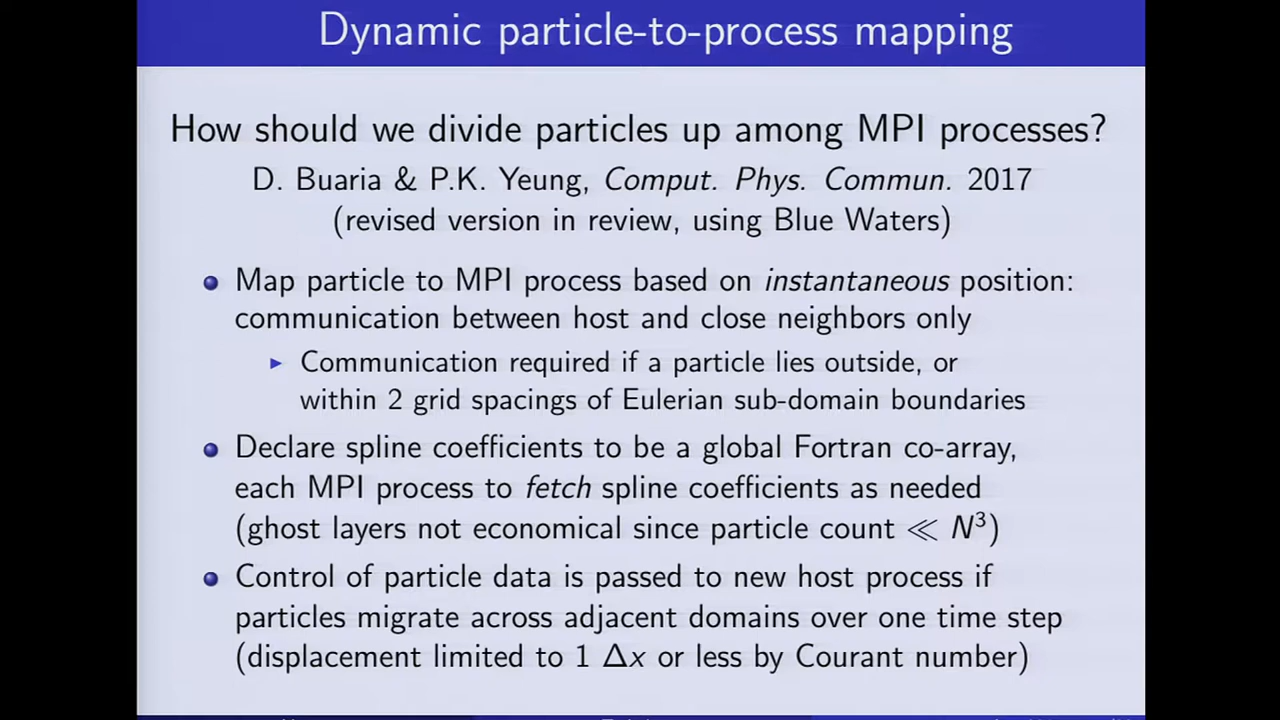 Dynamic particle-to-process mapping
How should we divide particles up among MPI processes?
D. Buaria & P.K. Yeung, Comput. Phys. Commun. 2017
(revised version in review, using Blue Waters)
Map particle to MPI process based on instantaneous position:
communication between host and close neighbors only
Communication required if a particle lies outside, or
within 2 grid spacings of Eulerian sub-domain boundaries
Declare spline coefficients to be a global Fortran co-array,
each MPI process to fetch spline coefficients as needed
(ghost layers not economical since particle count ≪ N³)
Control of particle data is passed to new host process if
particles migrate across adjacent domains over one time step
(displacement limited to 1 Δx or less by Courant number)